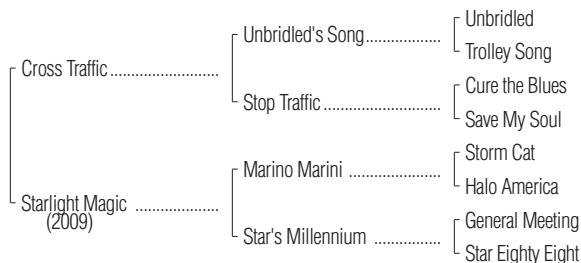 Unbridled
Unbridled's Song....................
Trolley Song
Cross Traffic .............................
Cure the Blues
Stop Traffic ...............................
Save My Soul
Storm Cat
Marino Marini ........................
Halo America
Starlight Magic ......................
(2009)
General Meeting
Star's Millennium ..................
Star Eighty Eight